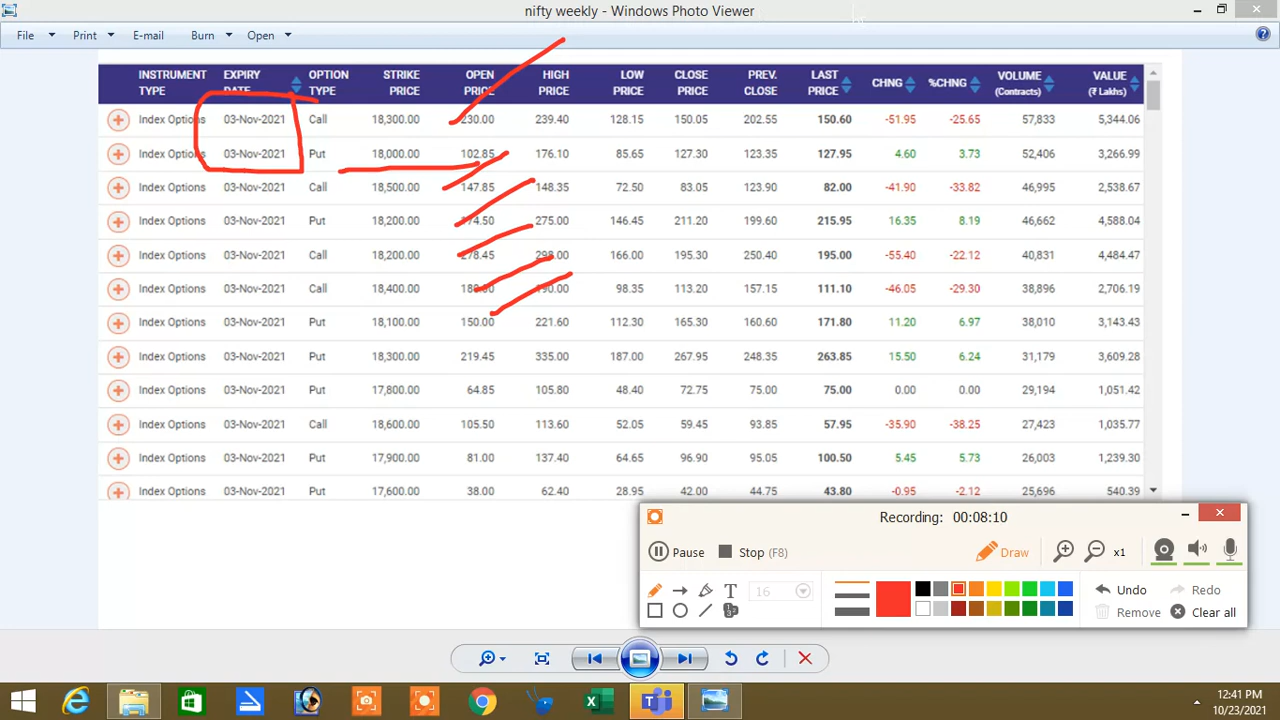 nifty weekly - Windows Photo Viewer
File Print E-mail Burn Open
INSTRUMENT TYPE EXPIRY DATE OPTION TYPE STRIKE PRICE OPEN PRICE HIGH PRICE LOW PRICE CLOSE PRICE PREV. CLOSE LAST PRICE CHNG %CHNG VOLUME (Contracts) VALUE (₹ Lakhs)
Index Options 03-Nov-2021 Call 18,300.00 230.00 239.40 128.15 150.05 202.55 150.60 -51.95 -25.65 57,833 5,344.06
Index Options 03-Nov-2021 Put 18,000.00 102.85 176.10 85.65 127.30 123.35 127.95 4.60 3.73 52,406 3,266.99
Index Options 03-Nov-2021 Call 18,500.00 147.85 148.35 72.50 83.05 123.90 82.00 -41.90 -33.82 46,995 2,538.67
Index Options 03-Nov-2021 Put 18,200.00 174.50 275.00 146.45 211.20 199.60 215.95 16.35 8.19 46,662 4,588.04
Index Options 03-Nov-2021 Call 18,200.00 278.45 298.00 166.00 195.30 250.40 195.00 -55.40 -22.12 40,831 4,484.47
Index Options 03-Nov-2021 Call 18,400.00 190.00 98.35 113.20 157.15 111.10 -46.05 -29.30 38,896 2,706.19
Index Options 03-Nov-2021 Put 18,100.00 150.00 221.60 112.30 165.30 160.60 171.80 11.20 6.97 38,010 3,143.43
Index Options 03-Nov-2021 Put 18,300.00 219.45 335.00 187.00 267.95 248.35 263.85 15.50 6.24 31,179 3,609.28
Index Options 03-Nov-2021 Put 17,800.00 64.85 105.80 48.40 72.75 75.00 75.00 0.00 0.00 29,194 1,051.42
Index Options 03-Nov-2021 Call 18,600.00 105.50 113.60 52.05 59.45 93.85 57.95 -35.90 -38.25 27,423 1,035.77
Index Options 03-Nov-2021 Put 17,900.00 81.00 137.40 64.65 96.90 95.05 100.50 5.45 5.73 26,003 1,239.30
Index Options 03-Nov-2021 Put 17,600.00 38.00 62.40 28.95 42.00 44.75 43.80 -0.95 -2.12 25,696 540.39
Recording: 00:08:10
Pause Stop (F8) Draw x1
T 16 Undo Redo
Remove Clear all
12:41 PM
10/23/2021